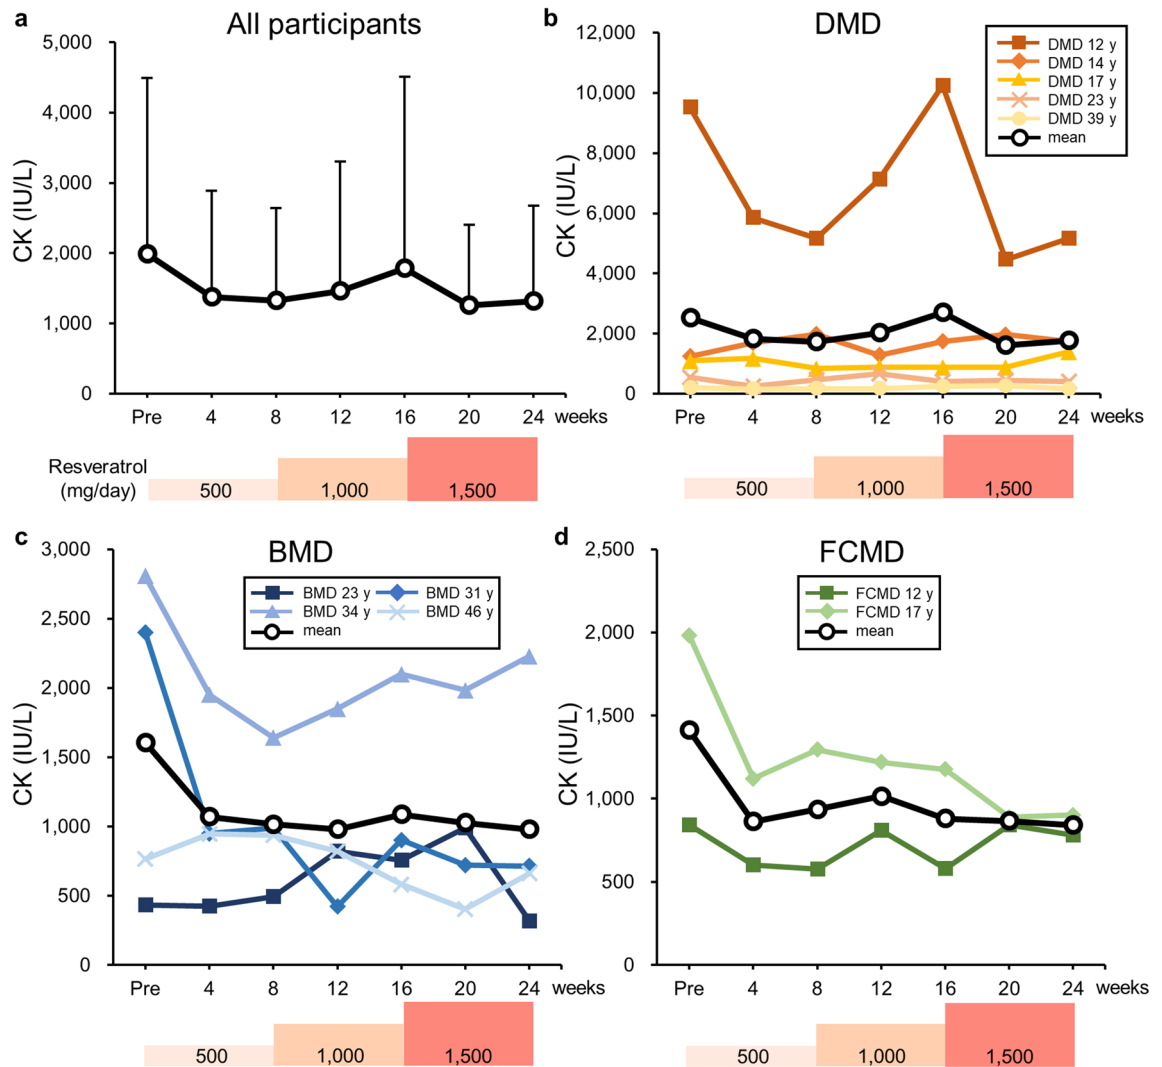 a
All participants
CK (IU/L)
5,000
4,000
3,000
2,000
1,000
0
Pre 4 8 12 16 20 24 weeks
Resveratrol
(mg/day)
500 1,000 1,500
b
DMD
CK (IU/L)
12,000
10,000
8,000
6,000
4,000
2,000
0
DMD 12 y
DMD 14 y
DMD 17 y
DMD 23 y
DMD 39 y
mean
Pre 4 8 12 16 20 24 weeks
500 1,000 1,500
c
BMD
CK (IU/L)
3,000
2,500
2,000
1,500
1,000
500
0
BMD 23 y BMD 31 y
BMD 34 y BMD 46 y
mean
Pre 4 8 12 16 20 24 weeks
500 1,000 1,500
d
FCMD
CK (IU/L)
2,500
2,000
1,500
1,000
500
0
FCMD 12 y
FCMD 17 y
mean
Pre 4 8 12 16 20 24 weeks
500 1,000 1,500